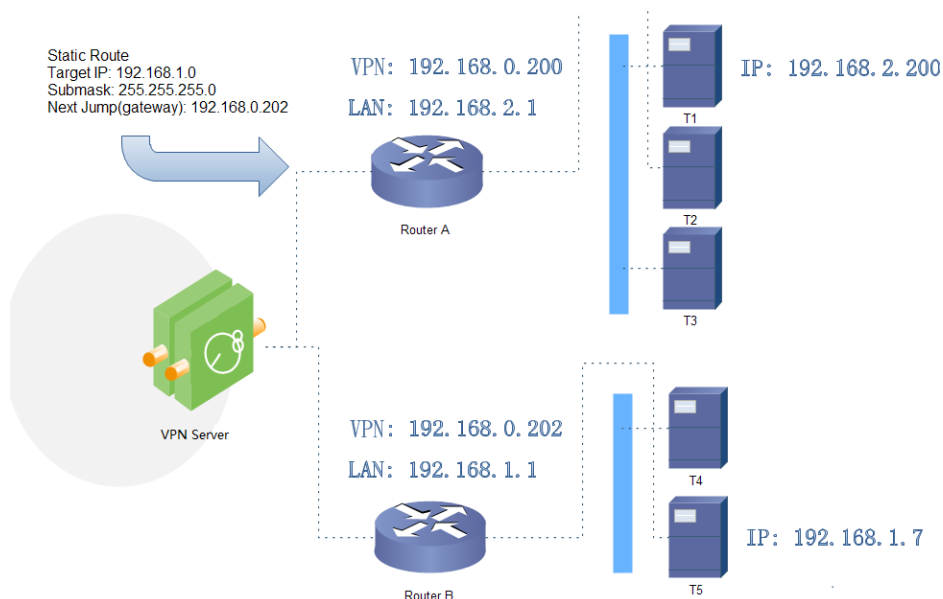 Static Route
Target IP: 192.168.1.0
Submask: 255.255.255.0
Next Jump(gateway): 192.168.0.202
VPN: 192.168.0.200
LAN: 192.168.2.1
Router A
T1
IP: 192.168.2.200
T2
T3
VPN Server
VPN: 192.168.0.202
LAN: 192.168.1.1
Router B
T4
T5
IP: 192.168.1.7